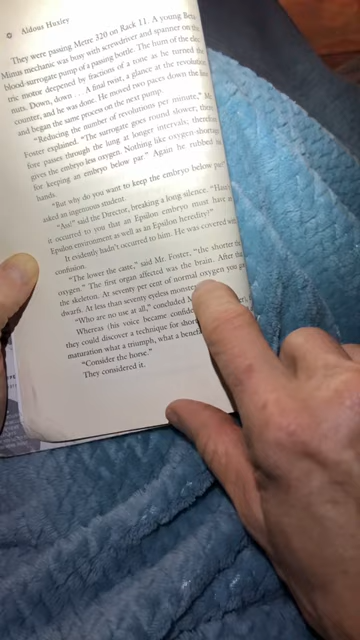 Aldous Huxley
They were passing Metre 320 on Rack 11. A young Beta-
Minus mechanic was busy with screwdriver and spanner on the
blood-surrogate pump of a passing bottle. The hum of the elec-
tric motor deepened by fractions of a tone as he turned the
nuts. Down, down . . . A final twist, a glance at the revolution
counter, and he was done. He moved two paces down the line
and began the same process on the next pump.
"Reducing the number of revolutions per minute," Mr.
Foster explained. "The surrogate goes round slower; there-
fore passes through the lung at longer intervals; therefore
gives the embryo less oxygen. Nothing like oxygen-shortage
for keeping an embryo below par." Again he rubbed his
hands.
"But why do you want to keep the embryo below par?"
asked an ingenuous student.
"Ass!" said the Director, breaking a long silence. "Hasn't
it occurred to you that an Epsilon embryo must have an
Epsilon environment as well as an Epsilon heredity?"
It evidently hadn't occurred to him. He was covered with
confusion.
"The lower the caste," said Mr. Foster, "the shorter the
oxygen." The first organ affected was the brain. After that
the skeleton. At seventy per cent of normal oxygen you got
dwarfs. At less than seventy eyeless monsters.
"Who are no use at all," concluded
Whereas (his voice became
they could discover a technique for
maturation what a triumph, what a
"Consider the horse."
They considered it.